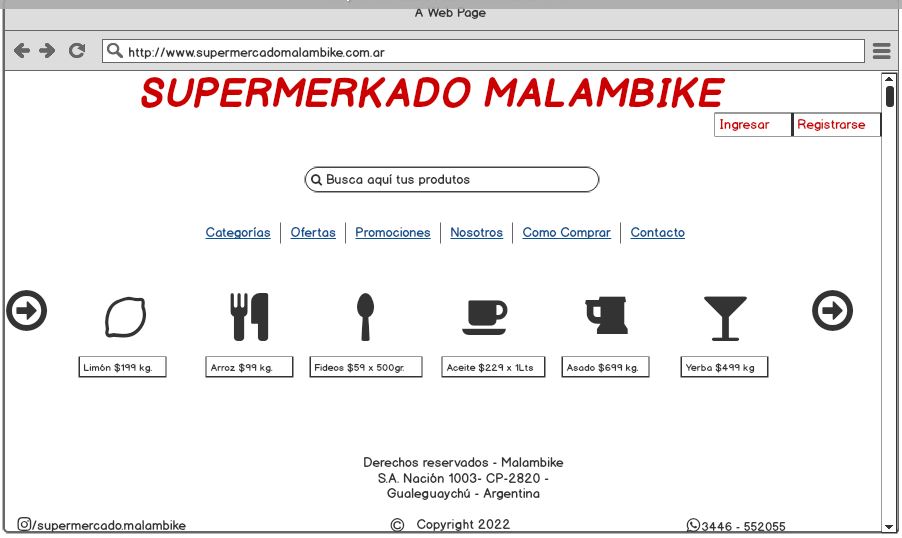 A Web Page
http://www.supermercadomalambike.com.ar
SUPERMERKADO MALAMBIKE
Ingresar
Registrarse
Busca aquí tus produtos
Categorías
Ofertas
Promociones
Nosotros
Como Comprar
Contacto
Limón $199 kg.
Arroz $99 kg.
Fideos $59 x 500gr.
Aceite $229 x 1Lts
Asado $699 kg.
Yerba $499 kg
Derechos reservados - Malambike
S.A. Nación 1003- CP-2820 -
Gualeguaychú - Argentina
/supermercado.malambike
© Copyright 2022
3446 - 552055